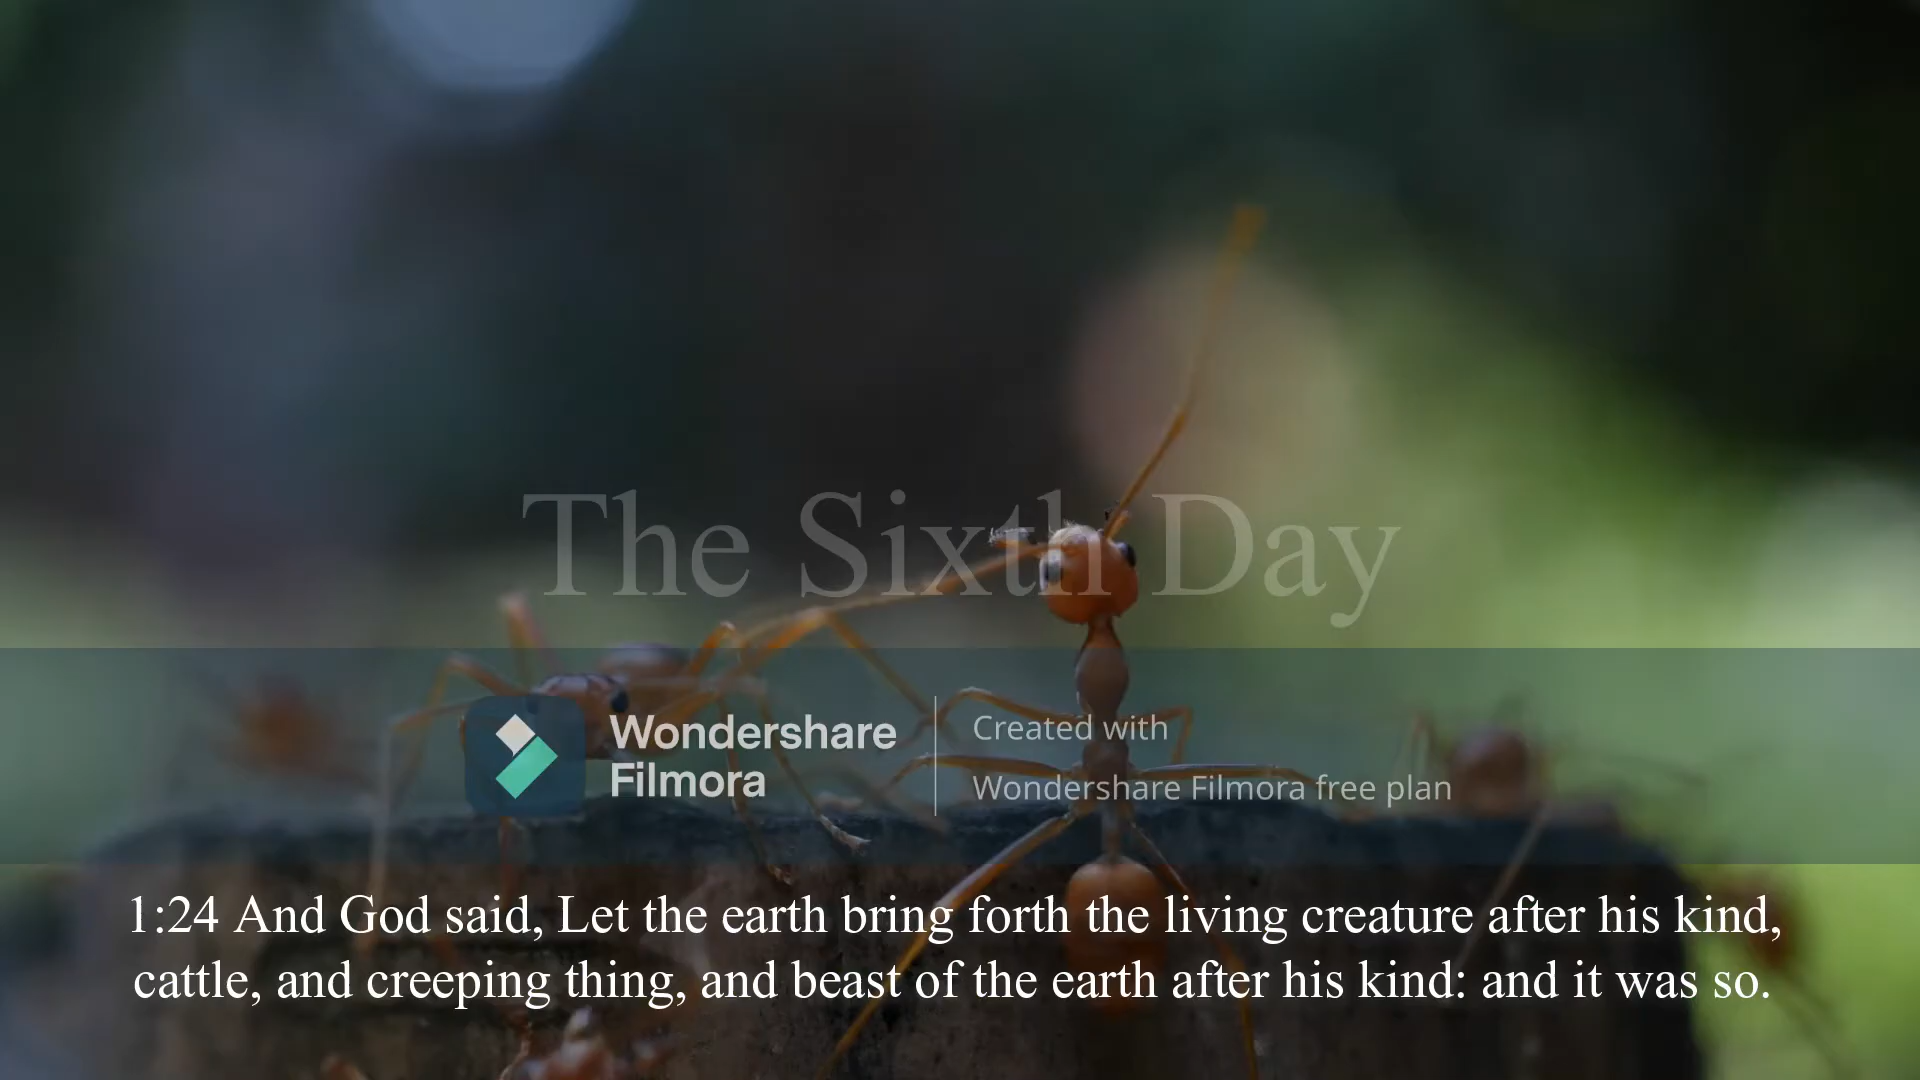 The Sixth Day
Wondershare
Filmora
Created with
Wondershare Filmora free plan
1:24 And God said, Let the earth bring forth the living creature after his kind,
cattle, and creeping thing, and beast of the earth after his kind: and it was so.